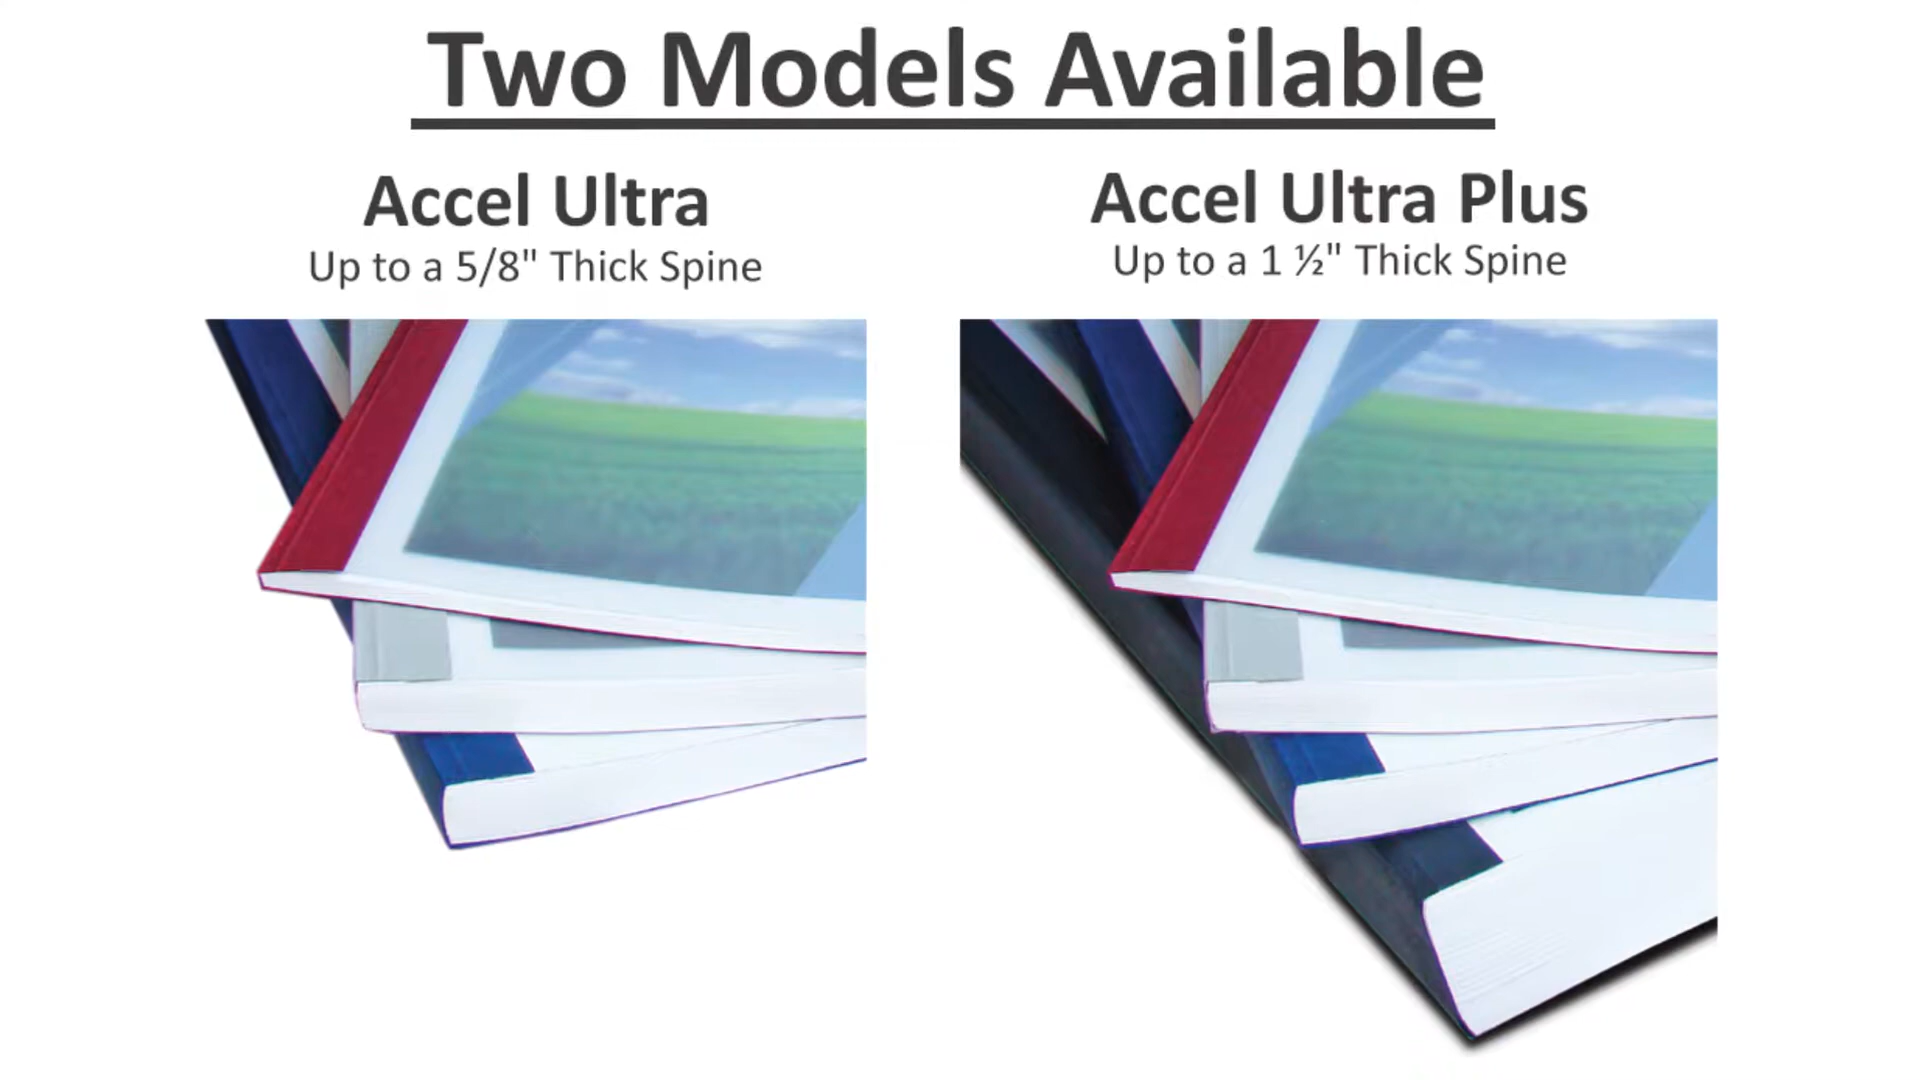 Two Models Available
Accel Ultra
Up to a 5/8" Thick Spine
Accel Ultra Plus
Up to a 1 ½" Thick Spine